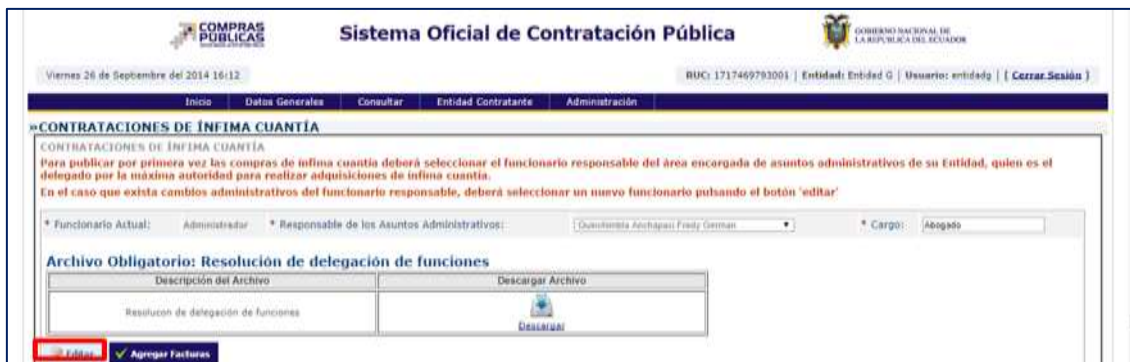 COMPRAS
PÚBLICAS
Sistema Oficial de Contratación Pública
GOBIERNO NACIONAL DE
LA REPÚBLICA DEL ECUADOR
Viernes 26 de Septiembre del 2014 16:12
RUC: 1717469793001 | Entidad: Entidad G | Usuario: entidadg | [ Cerrar Sesión ]
Inicio Datos Generales Consultar Entidad Contratante Administración
»CONTRATACIONES DE ÍNFIMA CUANTÍA
CONTRATACIONES DE ÍNFIMA CUANTÍA
Para publicar por primera vez las compras de ínfima cuantía deberá seleccionar el funcionario responsable del área encargada de asuntos administrativos de su Entidad, quien es el
delegado por la máxima autoridad para realizar adquisiciones de ínfima cuantía.
En el caso que exista cambios administrativos del funcionario responsable, deberá seleccionar un nuevo funcionario pulsando el botón 'editar'
* Funcionario Actual: Administrador * Responsable de los Asuntos Administrativos: Fredy German * Cargo: Abogado
Archivo Obligatorio: Resolución de delegación de funciones
Descripción del Archivo Descargar Archivo
Resolucon de delegación de funciones
Descargar
Editar Agregar Facturas